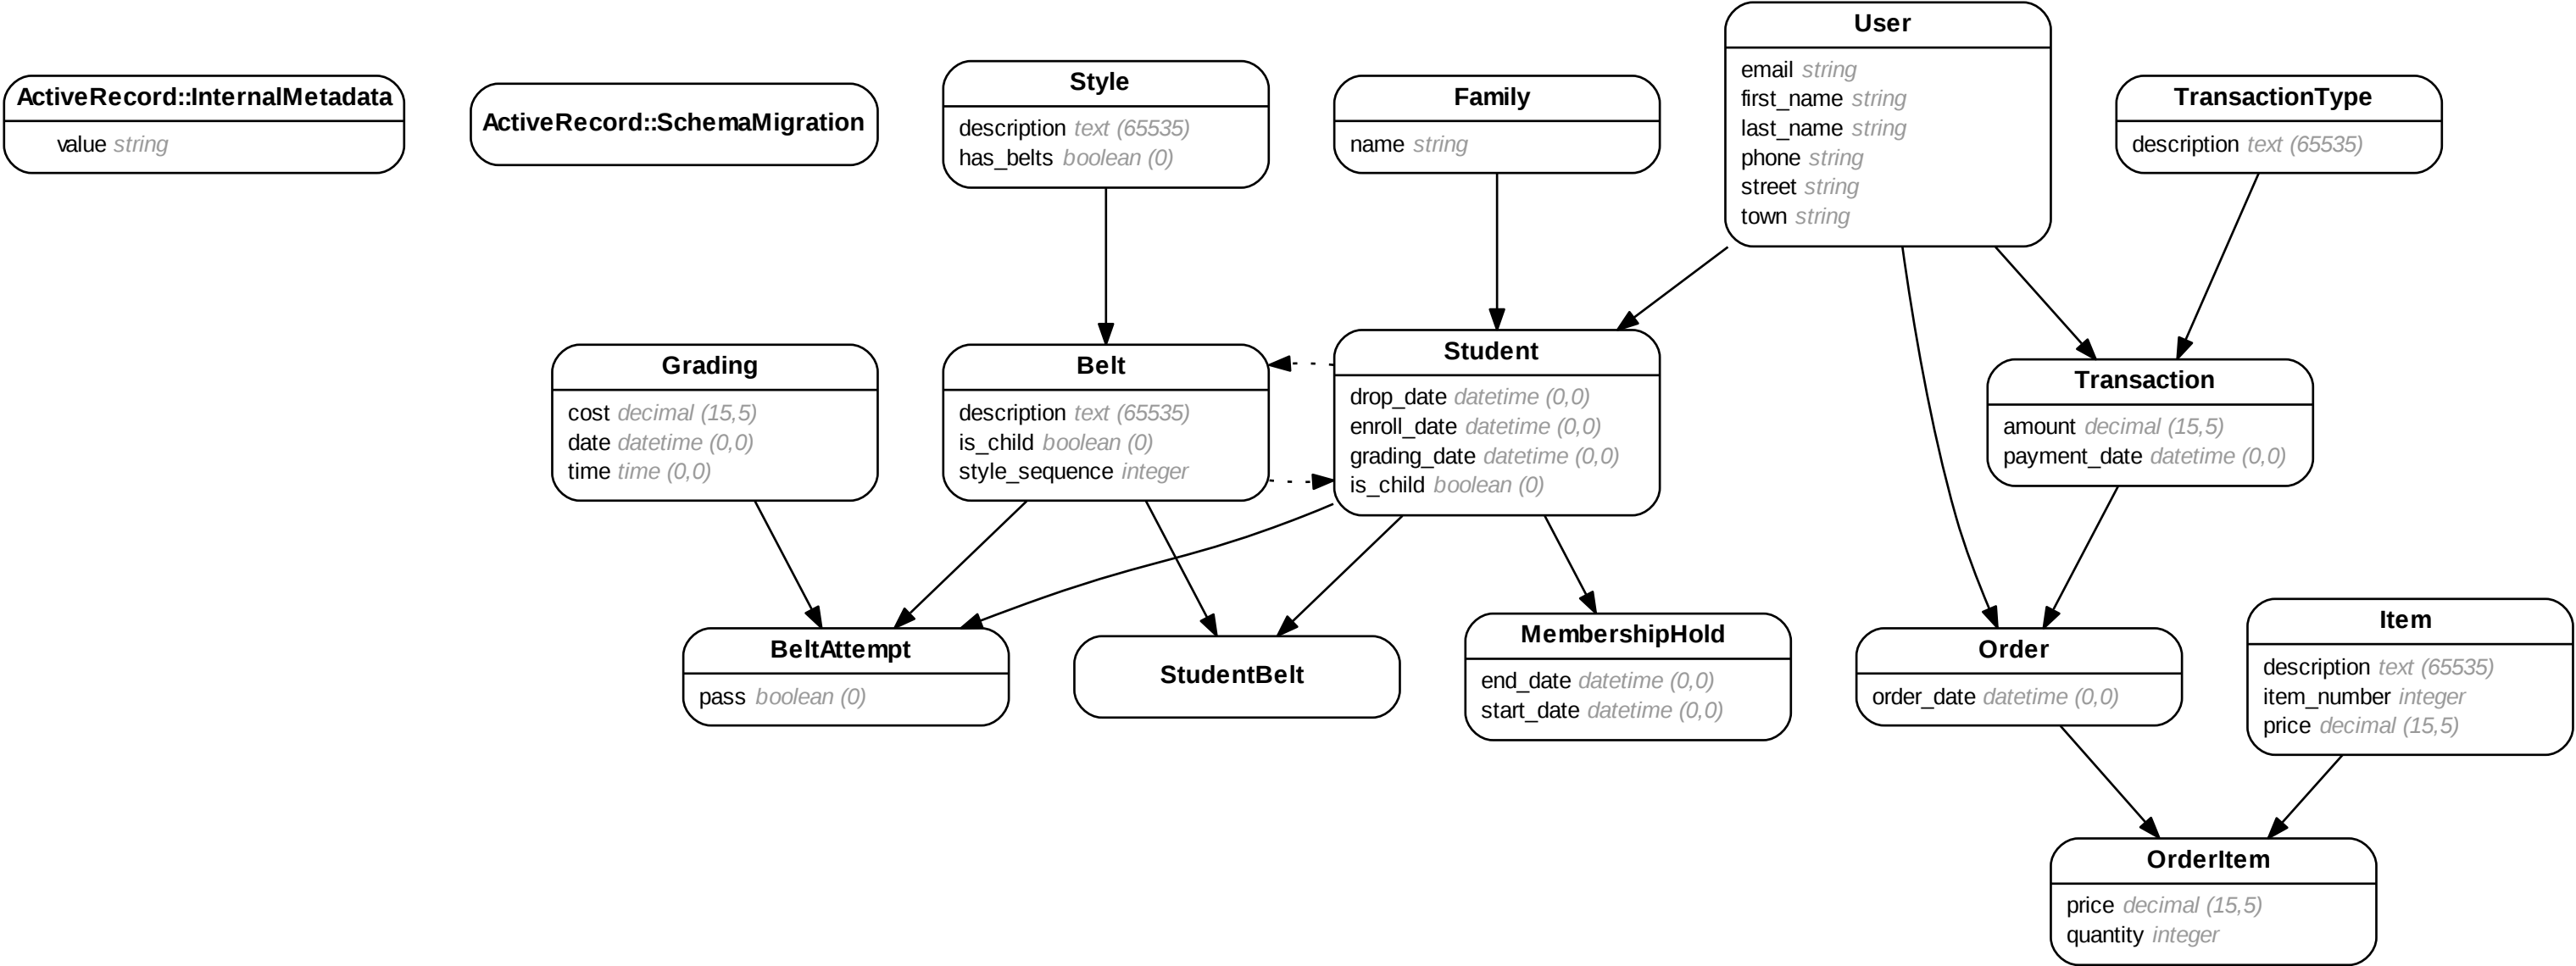 ActiveRecord::InternalMetadata
value string
ActiveRecord::SchemaMigration
Style
description text (65535)
has_belts boolean (0)
Family
name string
User
email string
first_name string
last_name string
phone string
street string
town string
TransactionType
description text (65535)
Grading
cost decimal (15,5)
date datetime (0,0)
time time (0,0)
Belt
description text (65535)
is_child boolean (0)
style_sequence integer
Student
drop_date datetime (0,0)
enroll_date datetime (0,0)
grading_date datetime (0,0)
is_child boolean (0)
Transaction
amount decimal (15,5)
payment_date datetime (0,0)
BeltAttempt
pass boolean (0)
StudentBelt
MembershipHold
end_date datetime (0,0)
start_date datetime (0,0)
Order
order_date datetime (0,0)
Item
description text (65535)
item_number integer
price decimal (15,5)
OrderItem
price decimal (15,5)
quantity integer